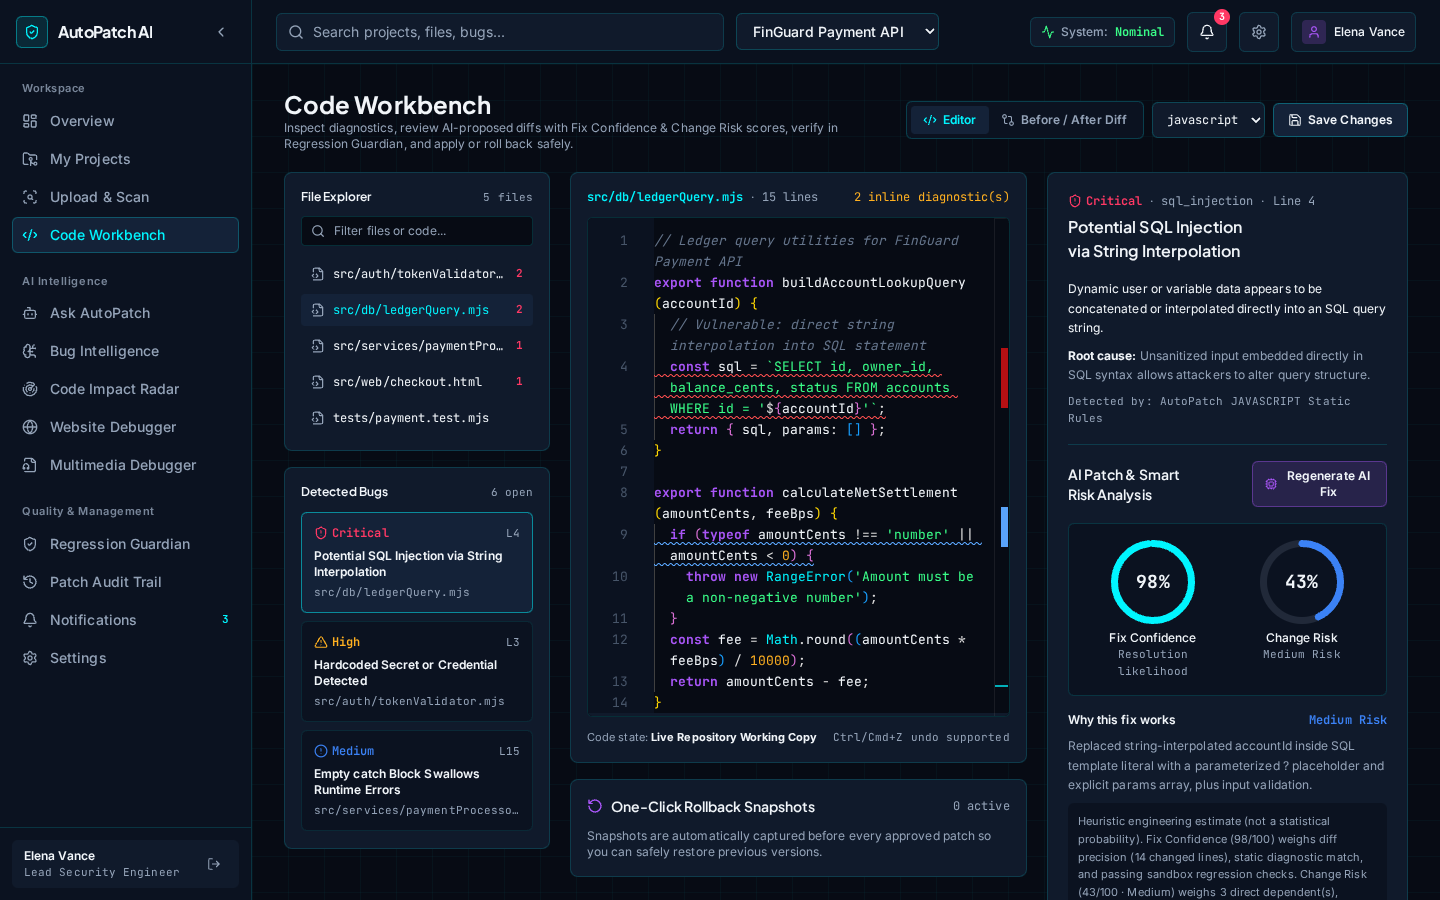 AutoPatch AI
Search projects, files, bugs...
FinGuard Payment API
System: Nominal
3
Elena Vance
Workspace
Overview
My Projects
Upload & Scan
Code Workbench
AI Intelligence
Ask AutoPatch
Bug Intelligence
Code Impact Radar
Website Debugger
Multimedia Debugger
Quality & Management
Regression Guardian
Patch Audit Trail
Notifications 3
Settings
Elena Vance
Lead Security Engineer
Code Workbench
Inspect diagnostics, review AI-proposed diffs with Fix Confidence & Change Risk scores, verify in
Regression Guardian, and apply or roll back safely.
Editor
Before / After Diff
javascript
Save Changes
File Explorer 5 files
Filter files or code...
src/auth/tokenValidator… 2
src/db/ledgerQuery.mjs 2
src/services/paymentPro… 1
src/web/checkout.html 1
tests/payment.test.mjs
Detected Bugs 6 open
Critical L4
Potential SQL Injection via String
Interpolation
src/db/ledgerQuery.mjs
High L3
Hardcoded Secret or Credential
Detected
src/auth/tokenValidator.mjs
Medium L15
Empty catch Block Swallows
Runtime Errors
src/services/paymentProcesso…
src/db/ledgerQuery.mjs · 15 lines 2 inline diagnostic(s)
1 // Ledger query utilities for FinGuard
Payment API
2 export function buildAccountLookupQuery
(accountId) {
3 // Vulnerable: direct string
interpolation into SQL statement
4 const sql = `SELECT id, owner_id,
balance_cents, status FROM accounts
WHERE id = '${accountId}'`;
5 return { sql, params: [] };
6 }
7
8 export function calculateNetSettlement
(amountCents, feeBps) {
9 if (typeof amountCents !== 'number' ||
amountCents < 0) {
10 throw new RangeError('Amount must be
a non-negative number');
11 }
12 const fee = Math.round((amountCents *
feeBps) / 10000);
13 return amountCents - fee;
14 }
Code state: Live Repository Working Copy Ctrl/Cmd+Z undo supported
One-Click Rollback Snapshots 0 active
Snapshots are automatically captured before every approved patch so
you can safely restore previous versions.
Critical · sql_injection · Line 4
Potential SQL Injection
via String Interpolation
Dynamic user or variable data appears to be
concatenated or interpolated directly into an SQL query
string.
Root cause: Unsanitized input embedded directly in
SQL syntax allows attackers to alter query structure.
Detected by: AutoPatch JAVASCRIPT Static
Rules
AI Patch & Smart
Risk Analysis
Regenerate AI
Fix
98%
Fix Confidence
Resolution
likelihood
43%
Change Risk
Medium Risk
Why this fix works Medium Risk
Replaced string-interpolated accountId inside SQL
template literal with a parameterized ? placeholder and
explicit params array, plus input validation.
Heuristic engineering estimate (not a statistical
probability). Fix Confidence (98/100) weighs diff
precision (14 changed lines), static diagnostic match,
and passing sandbox regression checks. Change Risk
(43/100 · Medium) weighs 3 direct dependent(s),